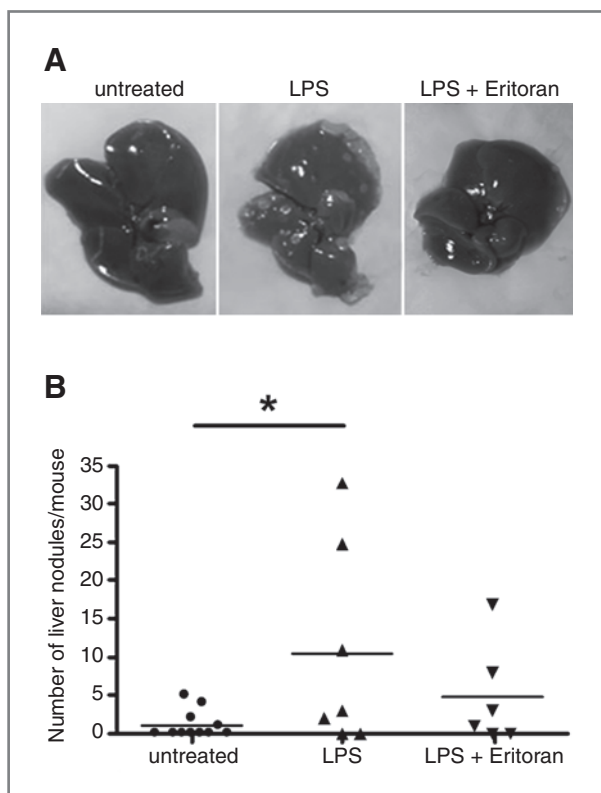 A
untreated LPS LPS + Eritoran
B
*
Number of liver nodules/mouse
35
30
25
20
15
10
5
0
untreated LPS LPS + Eritoran